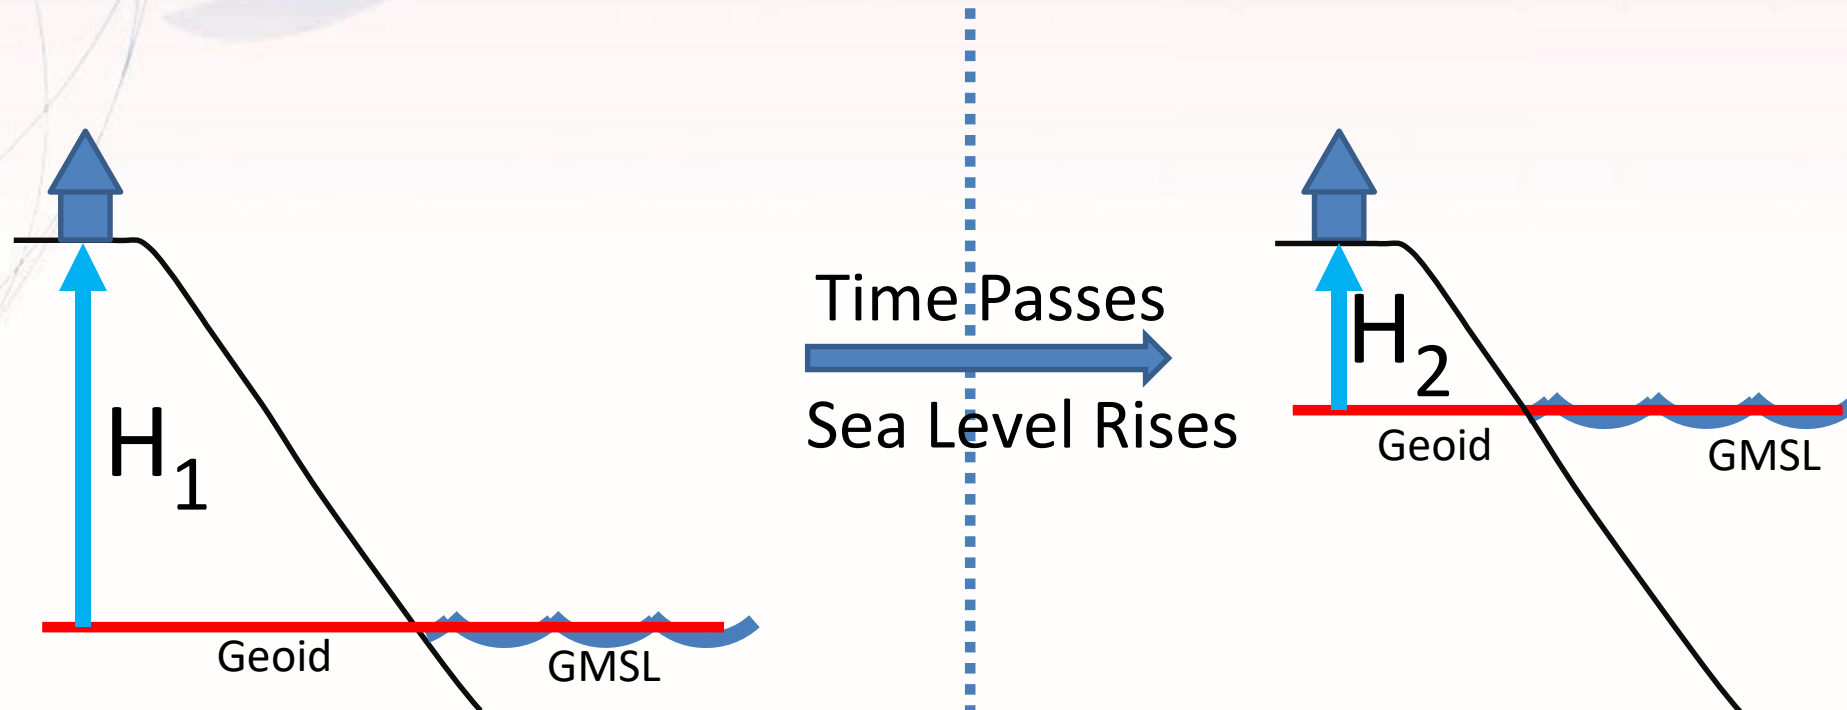 H1
Geoid
GMSL
Time Passes
Sea Level Rises
H2
Geoid
GMSL